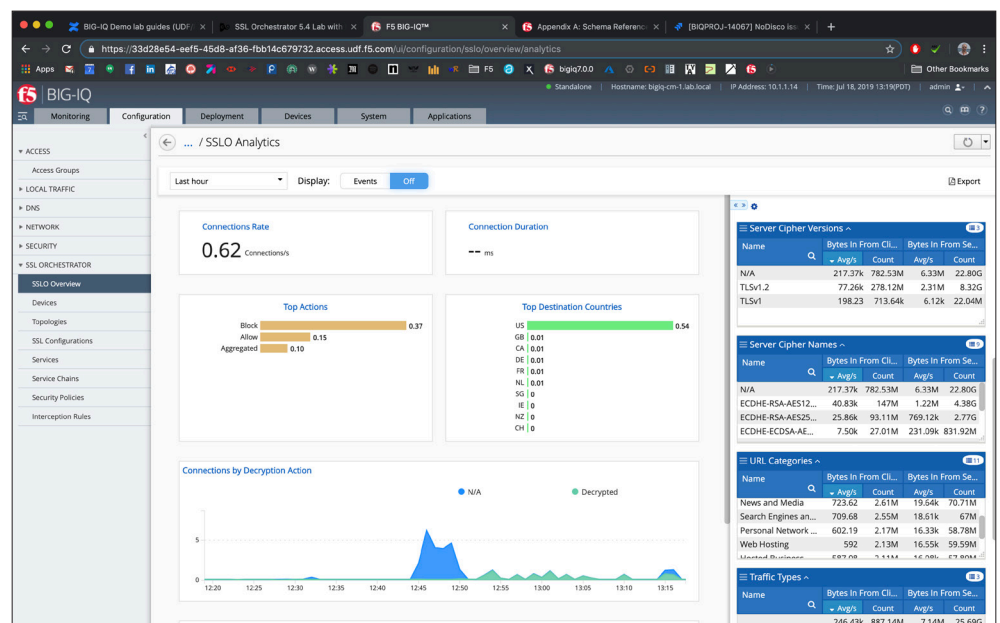 BIG-IQ Demo lab guides (UDF/
SSL Orchestrator 5.4 Lab with
F5 BIG-IQ™
Appendix A: Schema Reference
[BIQPROJ-14067] NoDisco iss
https://33d28e54-eef5-45d8-af36-fbb14c679732.access.udf.f5.com/ui/configuration/sslo/overview/analytics
Apps
F5
bigiq7.0.0
Other Bookmarks
f5 BIG-IQ
Standalone | Hostname: bigiq-cm-1.lab.local | IP Address: 10.1.1.14 | Time: Jul 18, 2019 13:19(PDT) | admin
Monitoring Configuration Deployment Devices System Applications
ACCESS
Access Groups
LOCAL TRAFFIC
DNS
NETWORK
SECURITY
SSL ORCHESTRATOR
SSLO Overview
Devices
Topologies
SSL Configurations
Services
Service Chains
Security Policies
Interception Rules
... / SSLO Analytics
Last hour Display: Events Off Export
Connections Rate
0.62 Connections/s
Connection Duration
-- ms
Top Actions
Block 0.37
Allow 0.15
Aggregated 0.10
Top Destination Countries
US 0.54
GB 0.01
CA 0.01
DE 0.01
FR 0.01
NL 0.01
SG 0
IE 0
NZ 0
CH 0
Connections by Decryption Action
N/A Decrypted
5
0
12:20 12:25 12:30 12:35 12:40 12:45 12:50 12:55 13:00 13:05 13:10 13:15
Server Cipher Versions 3
Name Bytes In From Cli... Bytes In From Se...
Avg/s Count Avg/s Count
N/A 217.37k 782.53M 6.33M 22.80G
TLSv1.2 77.26k 278.12M 2.31M 8.32G
TLSv1 198.23 713.64k 6.12k 22.04M
Server Cipher Names 9
Name Bytes In From Cli... Bytes In From Se...
Avg/s Count Avg/s Count
N/A 217.37k 782.53M 6.33M 22.80G
ECDHE-RSA-AES12... 40.83k 147M 1.22M 4.38G
ECDHE-RSA-AES25... 25.86k 93.11M 769.12k 2.77G
ECDHE-ECDSA-AE... 7.50k 27.01M 231.09k 831.92M
URL Categories 11
Name Bytes In From Cli... Bytes In From Se...
Avg/s Count Avg/s Count
News and Media 723.62 2.61M 19.64k 70.71M
Search Engines an... 709.68 2.55M 18.61k 67M
Personal Network ... 602.19 2.17M 16.33k 58.78M
Web Hosting 592 2.13M 16.55k 59.59M
Hosted Business 587.08 2.11M 16.08k 57.89M
Traffic Types 3
Name Bytes In From Cli... Bytes In From Se...
Avg/s Count Avg/s Count
246.43k 887.14M 7.14M 25.69G